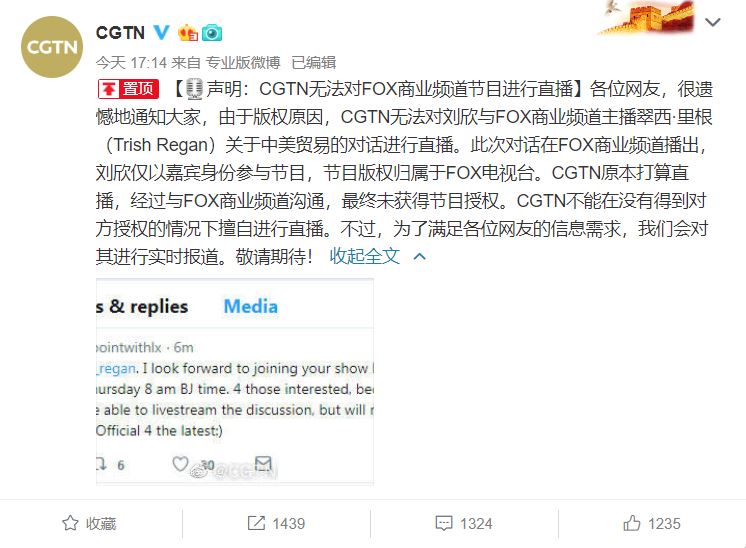 CGTN
CGTN
今天 17:14 来自 专业版微博 已编辑
置顶 【声明：CGTN无法对FOX商业频道节目进行直播】各位网友，很遗
憾地通知大家，由于版权原因，CGTN无法对刘欣与FOX商业频道主播翠西·里根
（Trish Regan）关于中美贸易的对话进行直播。此次对话在FOX商业频道播出，
刘欣仅以嘉宾身份参与节目，节目版权归属于FOX电视台。CGTN原本打算直
播，经过与FOX商业频道沟通，最终未获得节目授权。CGTN不能在没有得到对
方授权的情况下擅自进行直播。不过，为了满足各位网友的信息需求，我们会对
其进行实时报道。敬请期待！ 收起全文
s & replies Media
pointwithlx · 6m
_regan. I look forward to joining your show
ursday 8 am BJ time. 4 those interested, bec
e able to livestream the discussion, but will
Official 4 the latest:)
6 30
@CGTN
收藏 1439 1324 1235